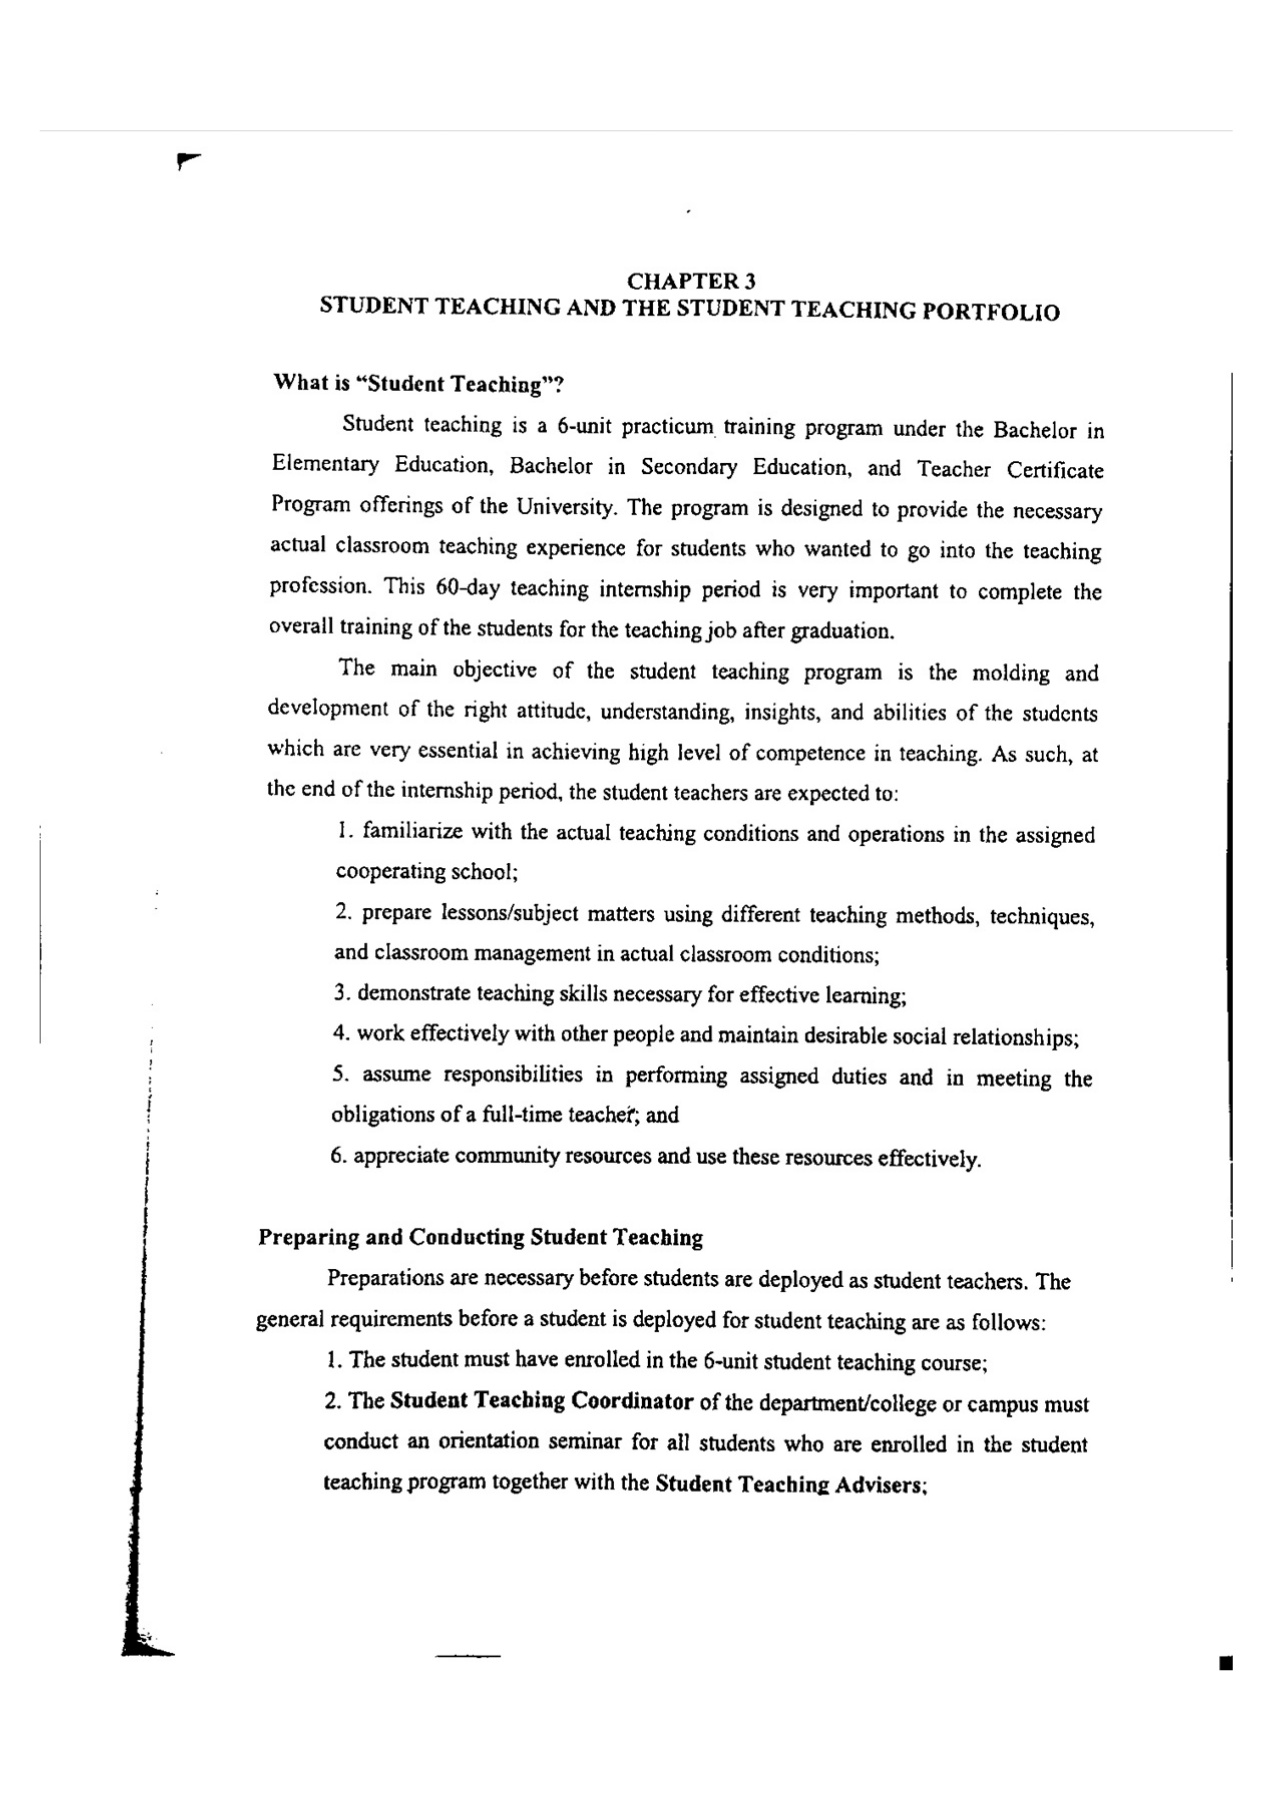 CHAPTER 3
STUDENT TEACHING AND THE STUDENT TEACHING PORTFOLIO
What is “Student Teaching”?
Student teaching is a 6-unit practicum training program under the Bachelor in
Elementary Education, Bachelor in Secondary Education, and Teacher Certificate
Program offerings of the University. The program is designed to provide the necessary
actual classroom teaching experience for students who wanted to go into the teaching
profession. This 60-day teaching internship period is very important to complete the
overall training of the students for the teaching job after graduation.
The main objective of the student teaching program is the molding and
development of the right attitude, understanding, insights, and abilities of the students
which are very essential in achieving high level of competence in teaching. As such, at
the end of the internship period, the student teachers are expected to:
1. familiarize with the actual teaching conditions and operations in the assigned
cooperating school;
2. prepare lessons/subject matters using different teaching methods, techniques,
and classroom management in actual classroom conditions;
3. demonstrate teaching skills necessary for effective learning;
4. work effectively with other people and maintain desirable social relationships;
5. assume responsibilities in performing assigned duties and in meeting the
obligations of a full-time teacher; and
6. appreciate community resources and use these resources effectively.
Preparing and Conducting Student Teaching
Preparations are necessary before students are deployed as student teachers. The
general requirements before a student is deployed for student teaching are as follows:
1. The student must have enrolled in the 6-unit student teaching course;
2. The Student Teaching Coordinator of the department/college or campus must
conduct an orientation seminar for all students who are enrolled in the student
teaching program together with the Student Teaching Advisers;